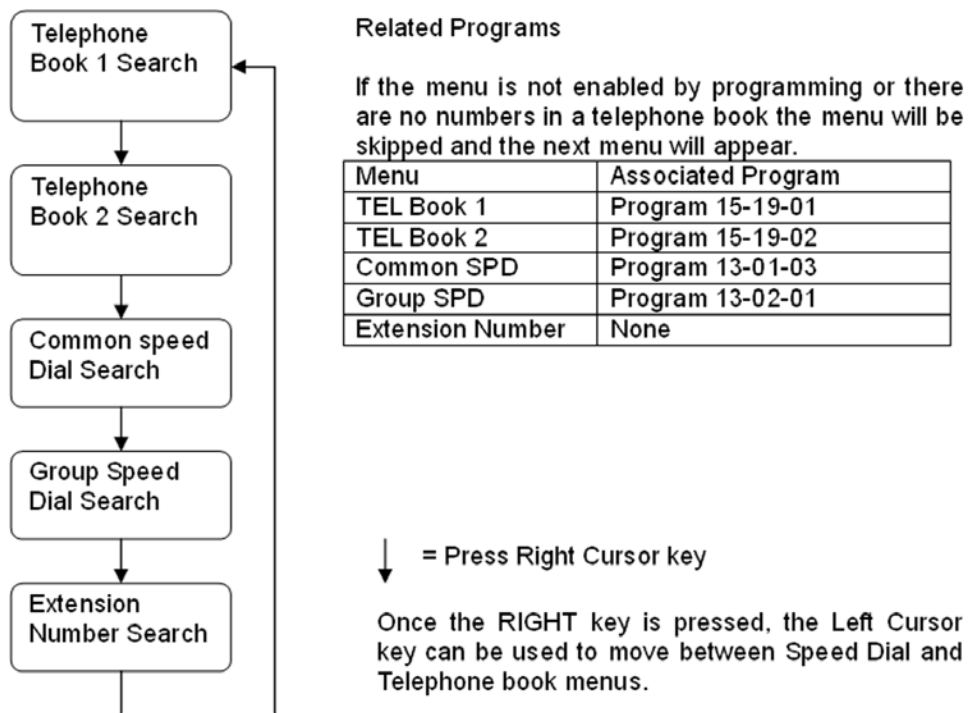 Telephone
Book 1 Search
Telephone
Book 2 Search
Common speed
Dial Search
Group Speed
Dial Search
Extension
Number Search
Related Programs
If the menu is not enabled by programming or there
are no numbers in a telephone book the menu will be
skipped and the next menu will appear.
Menu Associated Program
TEL Book 1 Program 15-19-01
TEL Book 2 Program 15-19-02
Common SPD Program 13-01-03
Group SPD Program 13-02-01
Extension Number None
= Press Right Cursor key
Once the RIGHT key is pressed, the Left Cursor
key can be used to move between Speed Dial and
Telephone book menus.